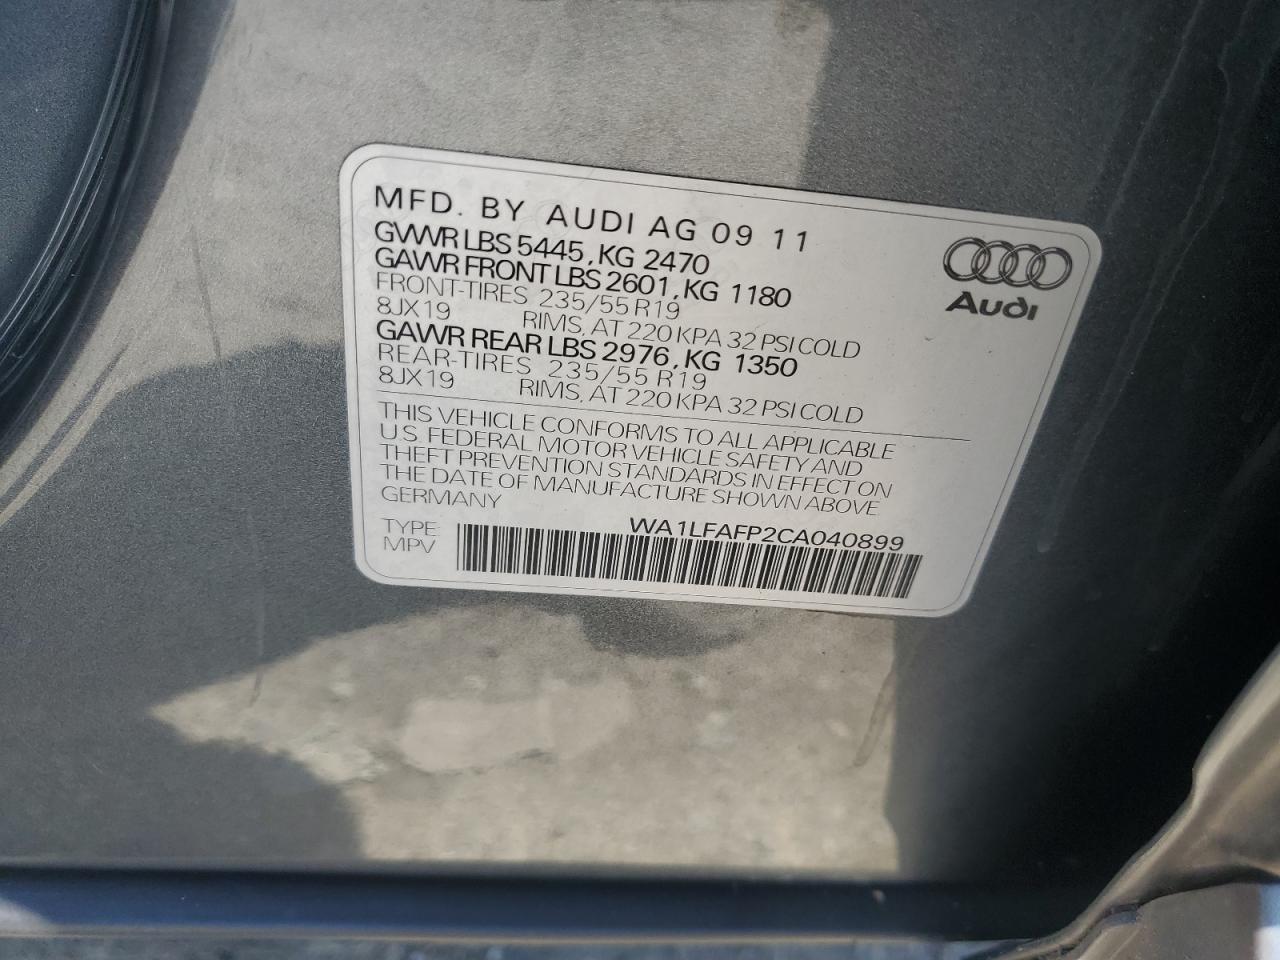 MFD. BY AUDI AG 09 11
GVWR LBS 5445, KG 2470
GAWR FRONT LBS 2601, KG 1180
FRONT-TIRES 235/55 R19
8JX19 RIMS, AT 220 KPA 32 PSI COLD
GAWR REAR LBS 2976, KG 1350
REAR-TIRES 235/55 R19
8JX19 RIMS, AT 220 KPA 32 PSI COLD
Audi
THIS VEHICLE CONFORMS TO ALL APPLICABLE
U.S. FEDERAL MOTOR VEHICLE SAFETY AND
THEFT PREVENTION STANDARDS IN EFFECT ON
THE DATE OF MANUFACTURE SHOWN ABOVE
GERMANY
WA1LFAFP2CA040899
TYPE:
MPV